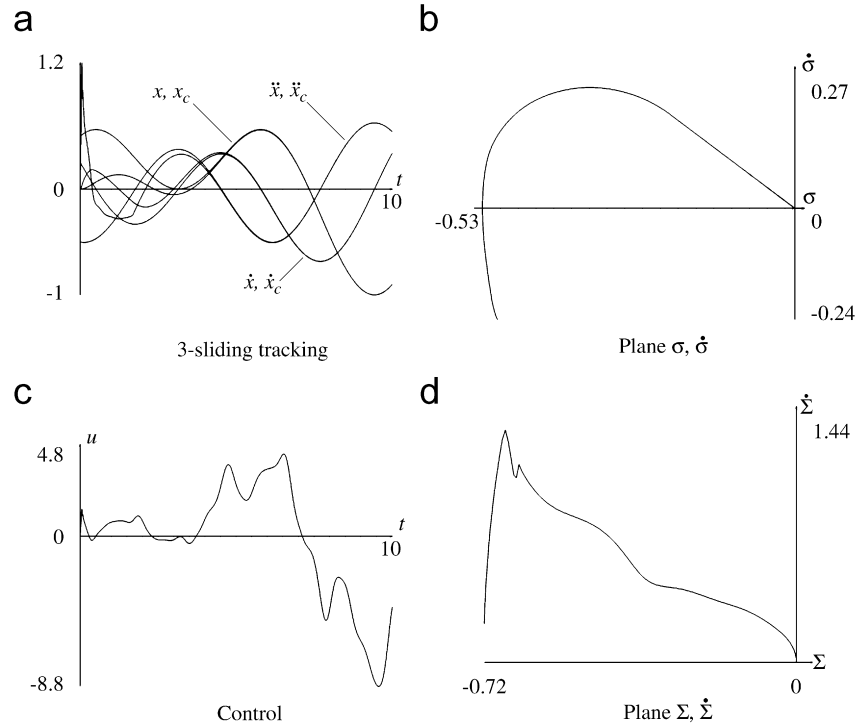 a
1.2
x, x_c
ẍ, ẍ_c
0
t
10
ẋ, ẋ_c
-1
3-sliding tracking
b
σ̇
0.27
σ
-0.53
0
-0.24
Plane σ, σ̇
c
u
4.8
t
0
10
-8.8
Control
d
Σ̇
1.44
Σ
-0.72
0
Plane Σ, Σ̇